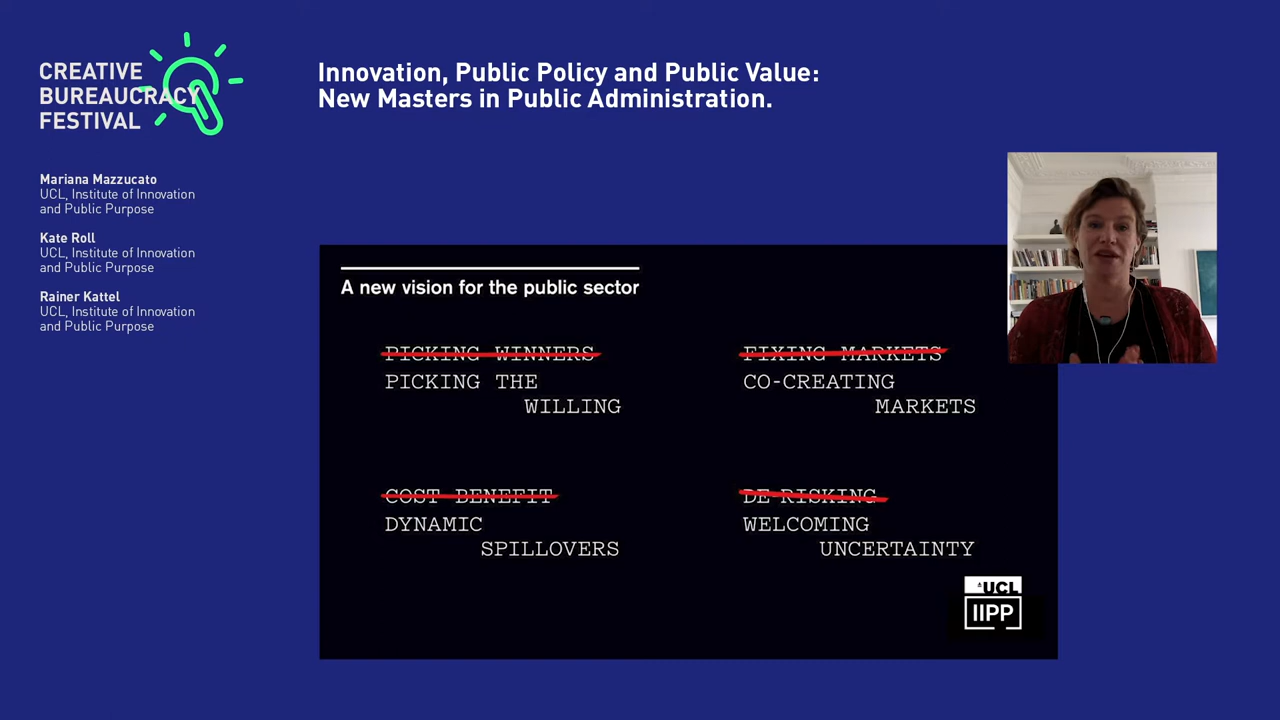 CREATIVE
BUREAUCRACY
FESTIVAL
Innovation, Public Policy and Public Value:
New Masters in Public Administration.
Mariana Mazzucato
UCL, Institute of Innovation
and Public Purpose
Kate Roll
UCL, Institute of Innovation
and Public Purpose
Rainer Kattel
UCL, Institute of Innovation
and Public Purpose
A new vision for the public sector
PICKING WINNERS
PICKING THE
WILLING
FIXING MARKETS
CO-CREATING
MARKETS
COST BENEFIT
DYNAMIC
SPILLOVERS
DE-RISKING
WELCOMING
UNCERTAINTY
UCL
IIPP